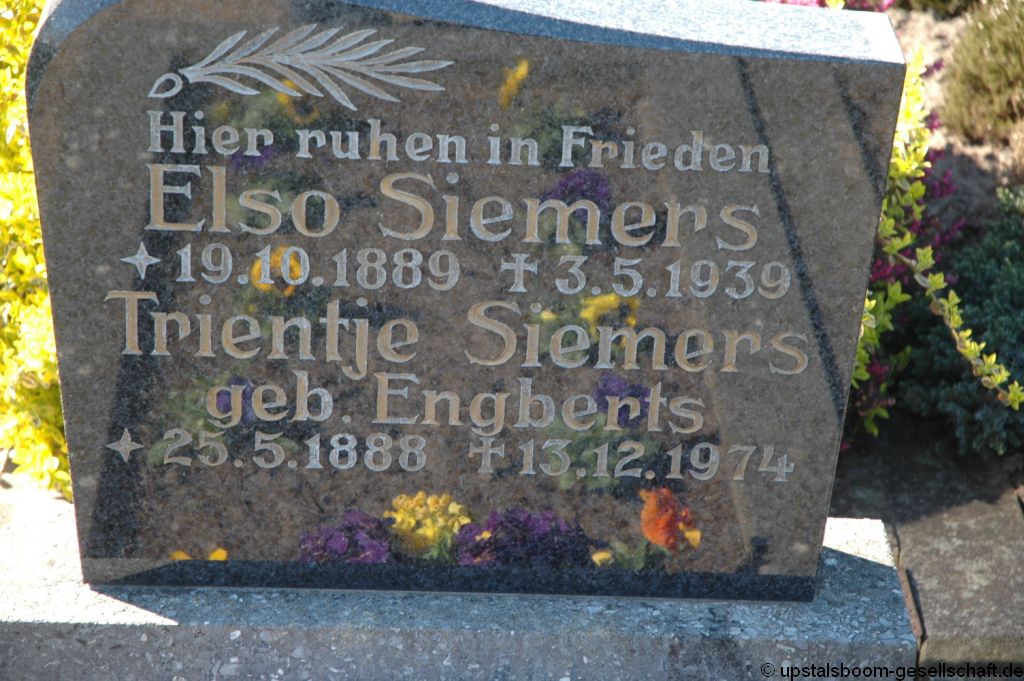 Hier ruhen in Frieden
Elso Siemers
✧ 19.10.1889 ✝ 3.5.1939
Trientje Siemers
geb. Engberts
✧ 25.5.1888 ✝ 13.12.1974
© upstalsboom-gesellschaft.de